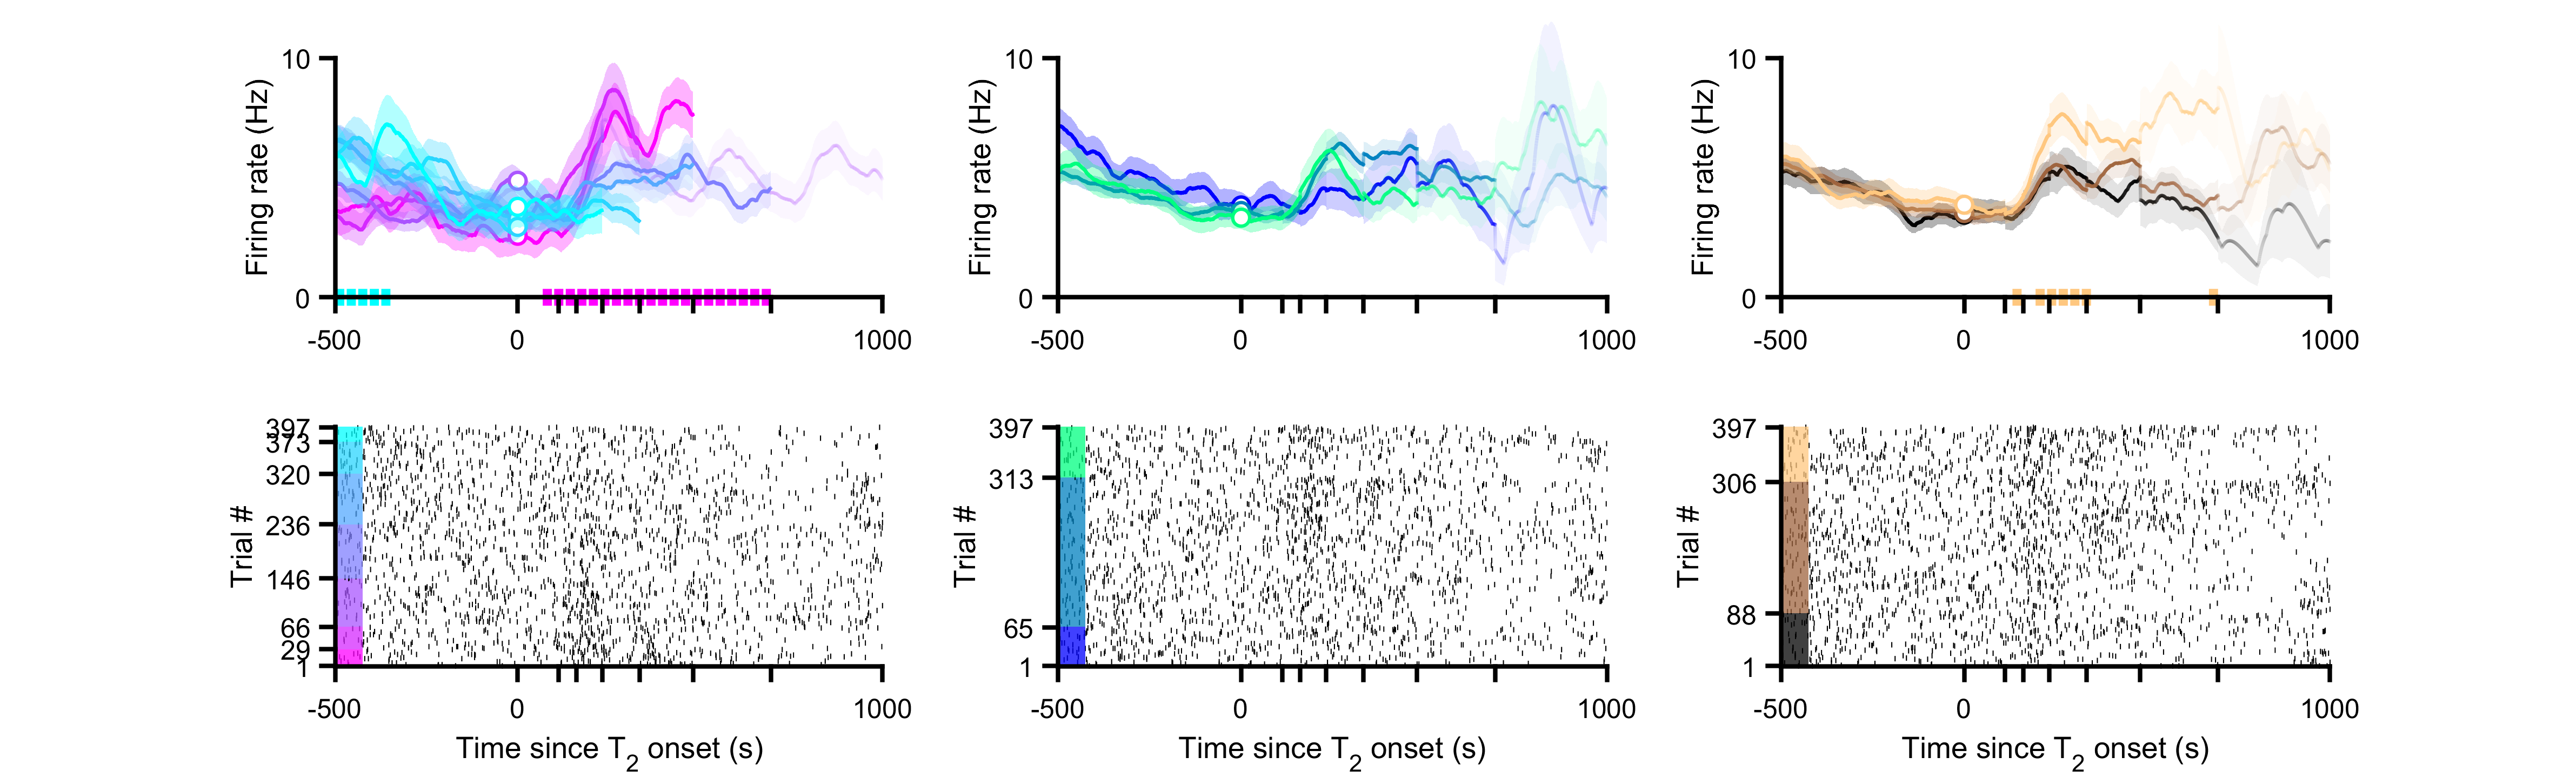 10
Firing rate (Hz)
0
-500 0 1000
10
Firing rate (Hz)
0
-500 0 1000
10
Firing rate (Hz)
0
-500 0 1000
397
373
320
236
146
66
29
1
Trial #
-500 0 1000
Time since T2 onset (s)
397
313
65
1
Trial #
-500 0 1000
Time since T2 onset (s)
397
306
88
1
Trial #
-500 0 1000
Time since T2 onset (s)